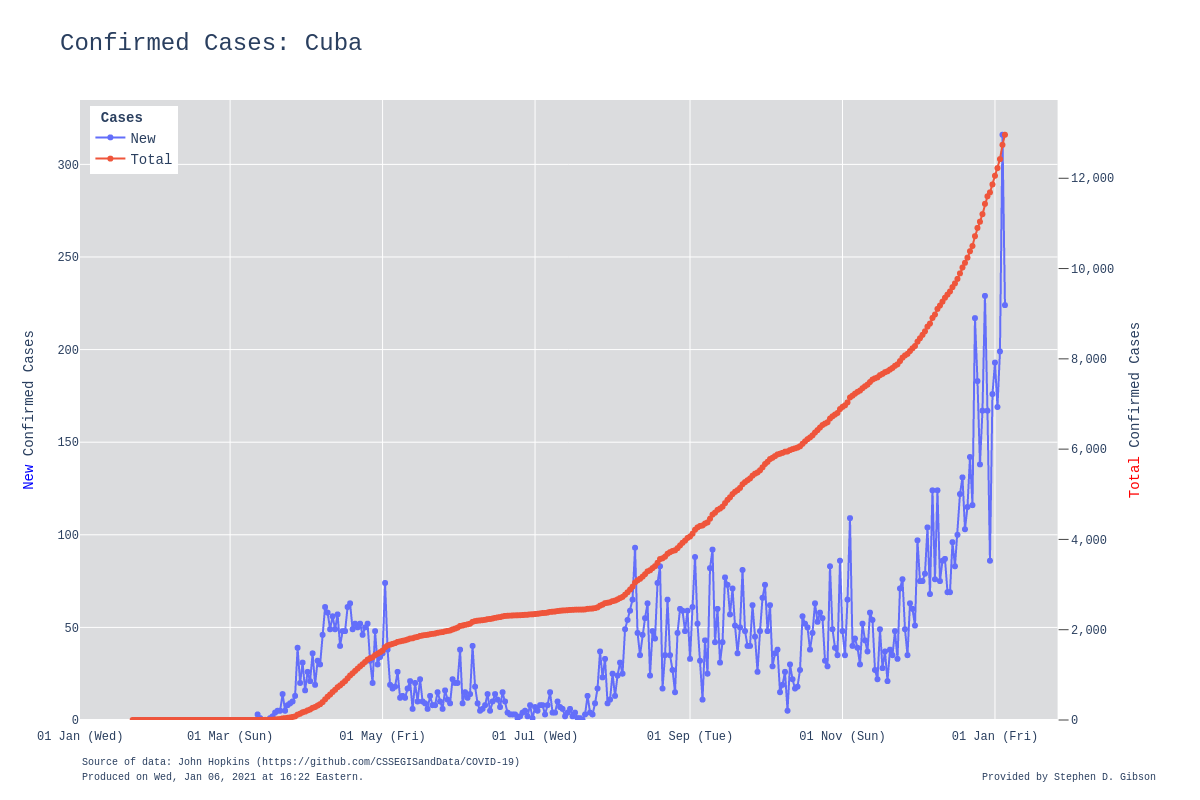 Confirmed Cases: Cuba
Cases
New
Total
300
250
200
150
100
50
0
12,000
10,000
8,000
6,000
4,000
2,000
0
New Confirmed Cases
Total Confirmed Cases
01 Jan (Wed) 01 Mar (Sun) 01 May (Fri) 01 Jul (Wed) 01 Sep (Tue) 01 Nov (Sun) 01 Jan (Fri)
Source of data: John Hopkins (https://github.com/CSSEGISandData/COVID-19)
Produced on Wed, Jan 06, 2021 at 16:22 Eastern.
Provided by Stephen D. Gibson